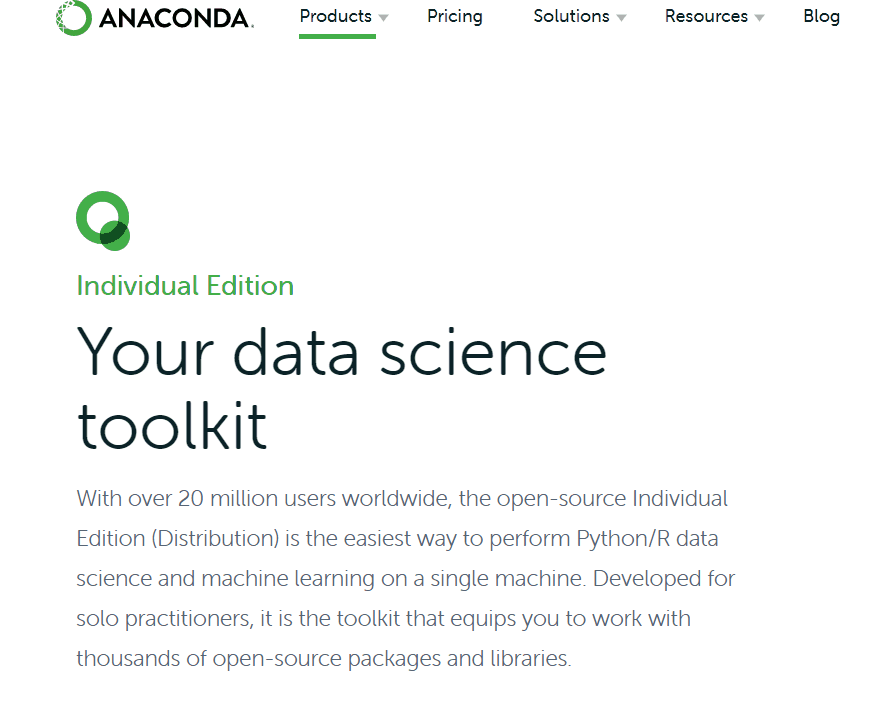 ANACONDA.
Products
Pricing
Solutions
Resources
Blog
Individual Edition
Your data science
toolkit
With over 20 million users worldwide, the open-source Individual
Edition (Distribution) is the easiest way to perform Python/R data
science and machine learning on a single machine. Developed for
solo practitioners, it is the toolkit that equips you to work with
thousands of open-source packages and libraries.